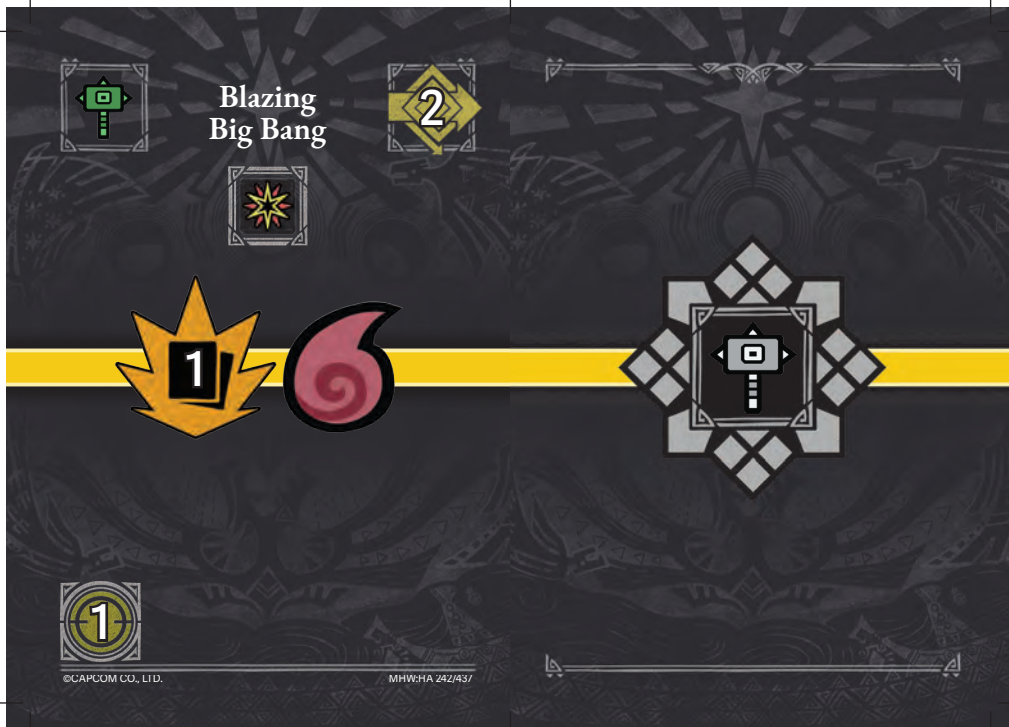 Blazing
Big Bang
2
1
1
©CAPCOM CO., LTD.
MHW:HA 242/437